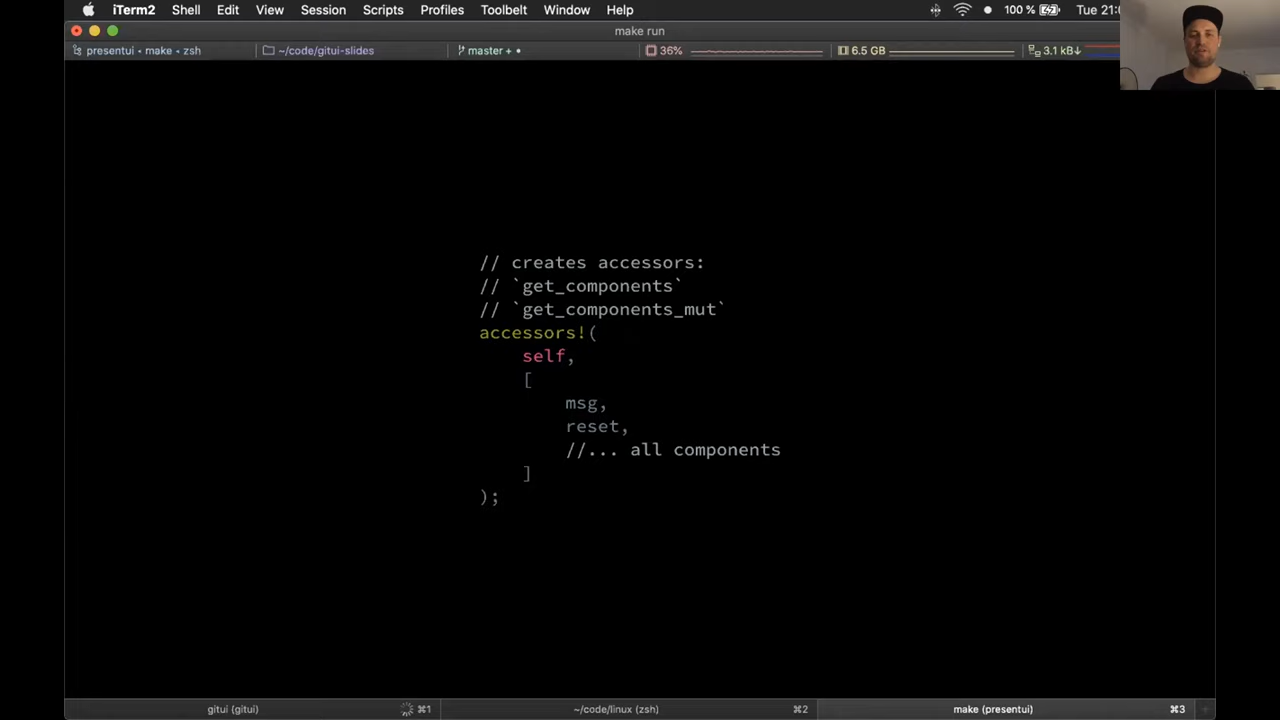 iTerm2 Shell Edit View Session Scripts Profiles Toolbelt Window Help 100 % Tue 21:0
make run
presentui • make • zsh ~/code/gitui-slides master + • 36% 6.5 GB 3.1 kB↓
// creates accessors:
// `get_components`
// `get_components_mut`
accessors!(
self,
[
msg,
reset,
//... all components
]
);
gitui (gitui) ⌘1 ~/code/linux (zsh) ⌘2 make (presentui) ⌘3